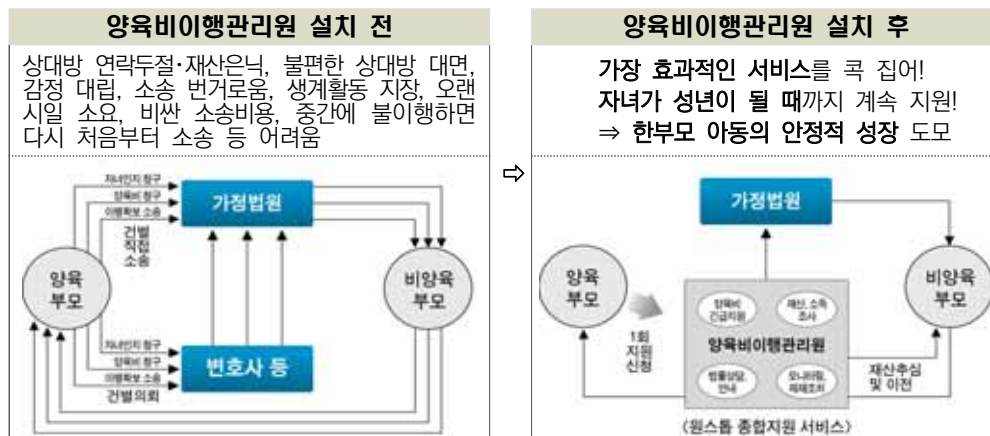 양육비이행관리원 설치 전
상대방 연락두절·재산은닉, 불편한 상대방 대면,
감정 대립, 소송 번거로움, 생계활동 지장, 오랜
시일 소요, 비싼 소송비용, 중간에 불이행하면
다시 처음부터 소송 등 어려움
자녀인지 청구
양육비 청구
이행확보 소송
가정법원
건별
직접
소송
양육
부모
비양육
부모
자녀인지 청구
양육비 청구
이행확보 소송
변호사 등
건별의뢰
⇨
양육비이행관리원 설치 후
가장 효과적인 서비스를 콕 집어!
자녀가 성년이 될 때까지 계속 지원!
⇒ 한부모 아동의 안정적 성장 도모
가정법원
양육
부모
비양육
부모
1회
지원
신청
양육비
긴급지원
재산, 소득
조사
양육비이행관리원
법률상담,
안내
모니터링,
제재조치
재산추심
및 이전
〈원스톱 종합지원 서비스〉